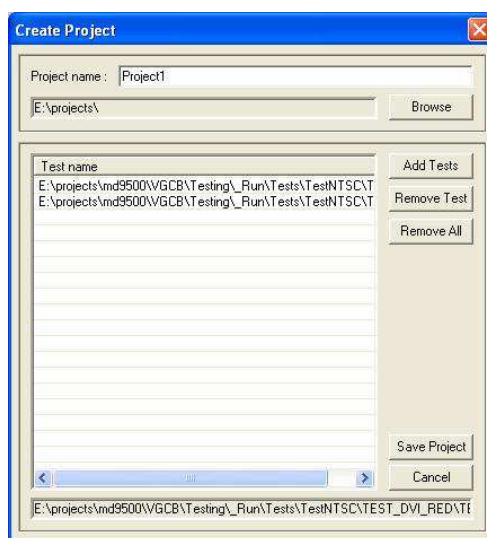 Create Project
Project name : Project1
E:\projects\ Browse
Test name
E:\projects\md9500\VGCB\Testing\_Run\Tests\TestNTSC\T
E:\projects\md9500\VGCB\Testing\_Run\Tests\TestNTSC\T
Add Tests
Remove Test
Remove All
Save Project
Cancel
E:\projects\md9500\VGCB\Testing\_Run\Tests\TestNTSC\TEST_DVI_RED\TE